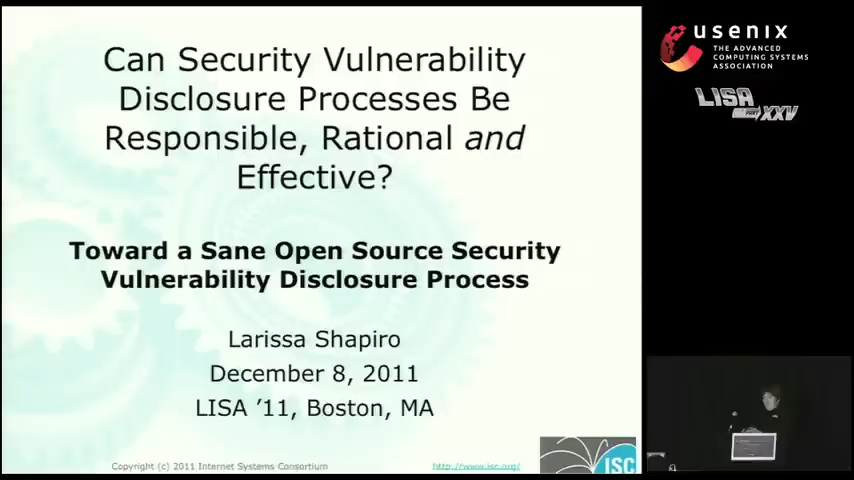 Can Security Vulnerability
Disclosure Processes Be
Responsible, Rational and
Effective?
Toward a Sane Open Source Security
Vulnerability Disclosure Process
Larissa Shapiro
December 8, 2011
LISA ’11, Boston, MA
Copyright (c) 2011 Internet Systems Consortium
http://www.isc.org/
ISC
usenix
THE ADVANCED
COMPUTING SYSTEMS
ASSOCIATION
LISA
PART XXV